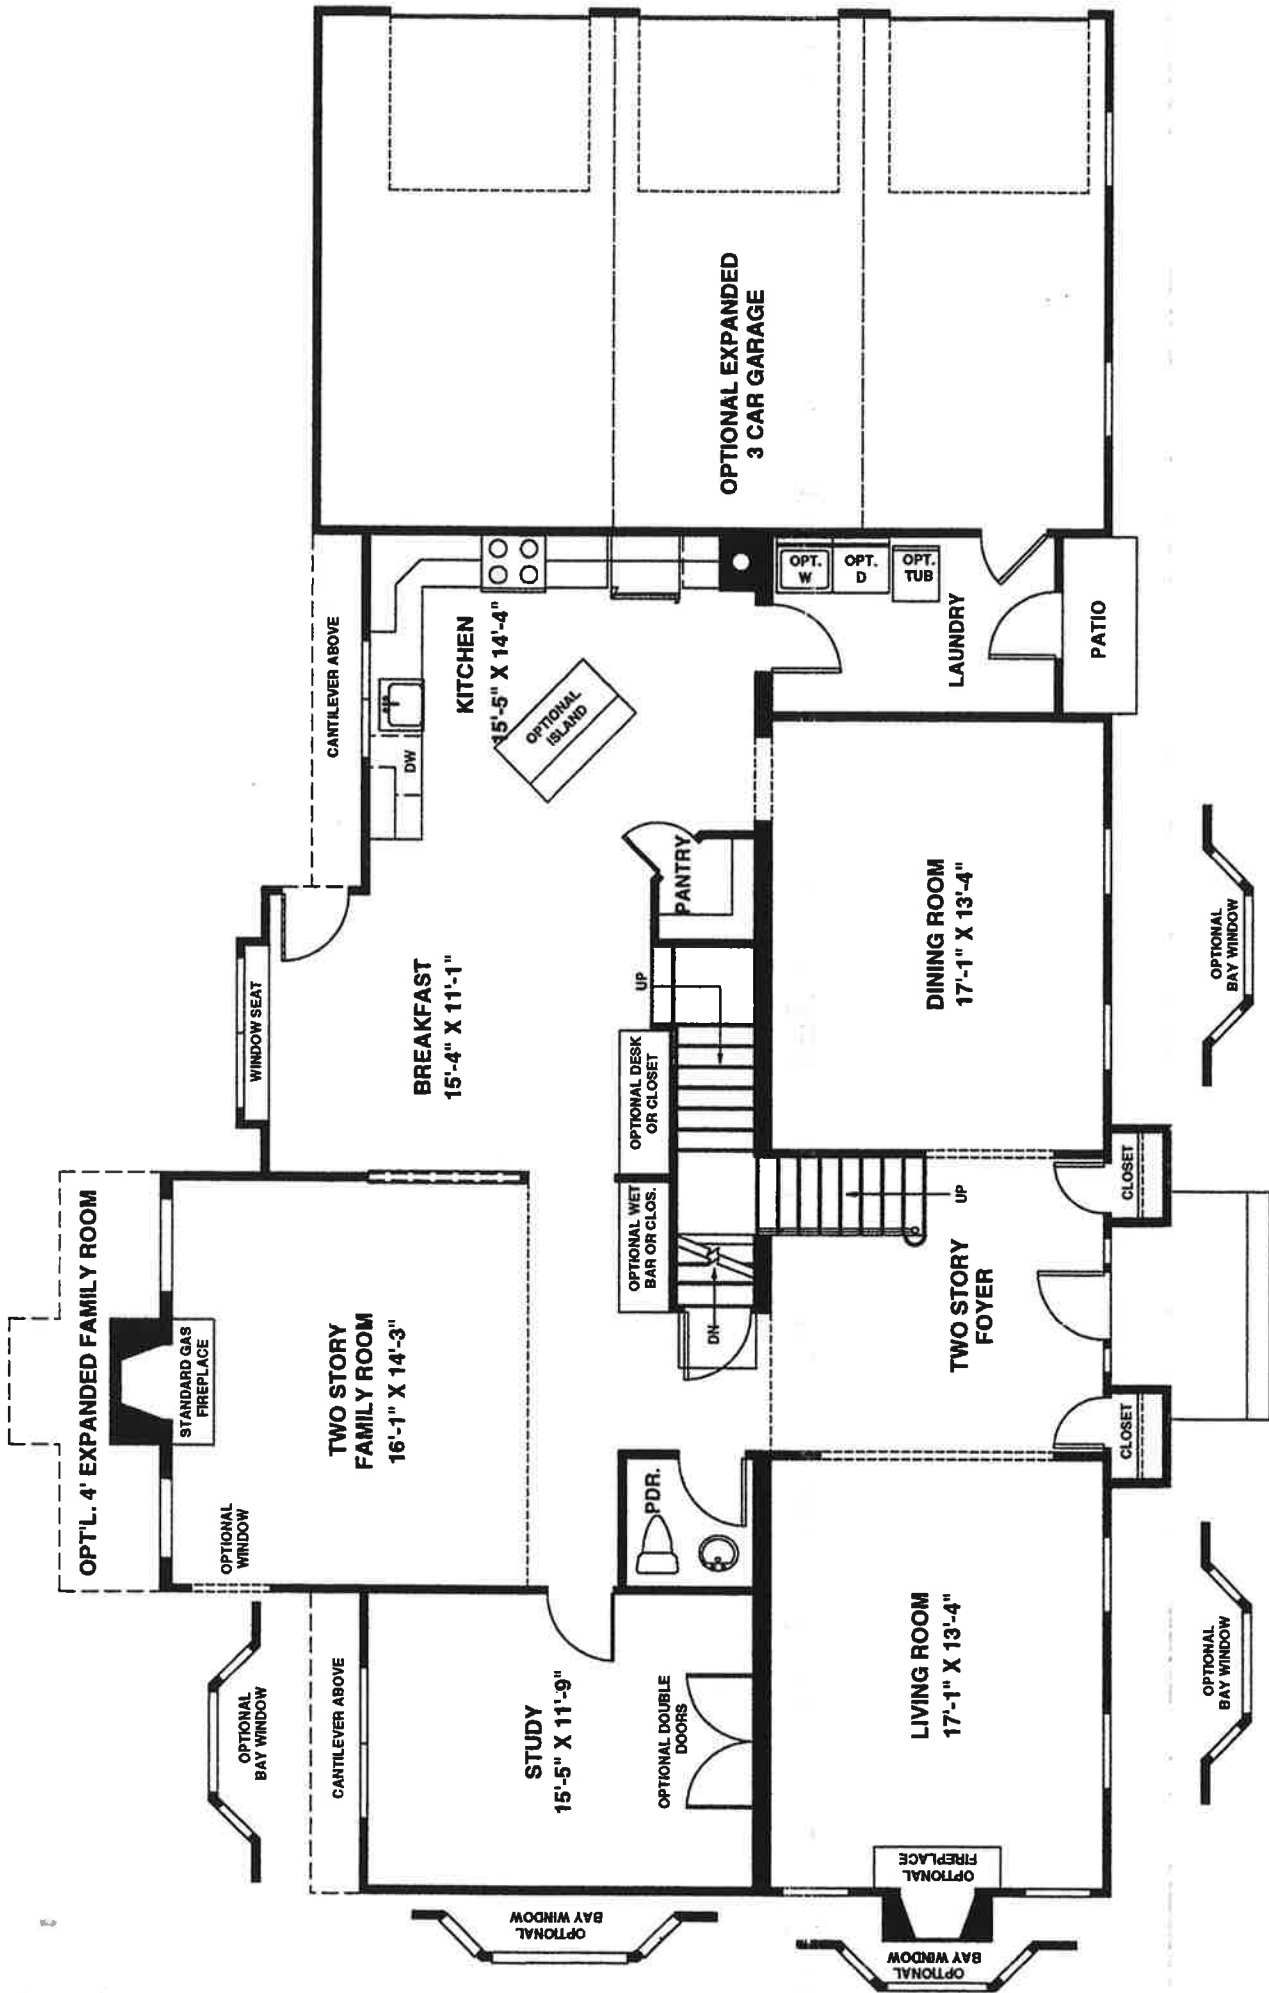 OPT'L. 4' EXPANDED FAMILY ROOM
STANDARD GAS
FIREPLACE
OPTIONAL
WINDOW
TWO STORY
FAMILY ROOM
16'-1" X 14'-3"
WINDOW SEAT
CANTILEVER ABOVE
BREAKFAST
15'-4" X 11'-1"
DW
KITCHEN
15'-5" X 14'-4"
OPTIONAL
ISLAND
PANTRY
UP
OPTIONAL DESK
OR CLOSET
OPTIONAL WET
BAR OR CLOS.
DN
OPTIONAL EXPANDED
3 CAR GARAGE
OPTIONAL
BAY WINDOW
CANTILEVER ABOVE
STUDY
15'-5" X 11'-9"
OPTIONAL DOUBLE
DOORS
OPTIONAL
BAY WINDOW
PDR.
OPT.
W
OPT.
D
OPT.
TUB
LAUNDRY
PATIO
DINING ROOM
17'-1" X 13'-4"
UP
TWO STORY
FOYER
CLOSET
CLOSET
LIVING ROOM
17'-1" X 13'-4"
OPTIONAL
FIREPLACE
OPTIONAL
BAY WINDOW
OPTIONAL
BAY WINDOW
OPTIONAL
BAY WINDOW